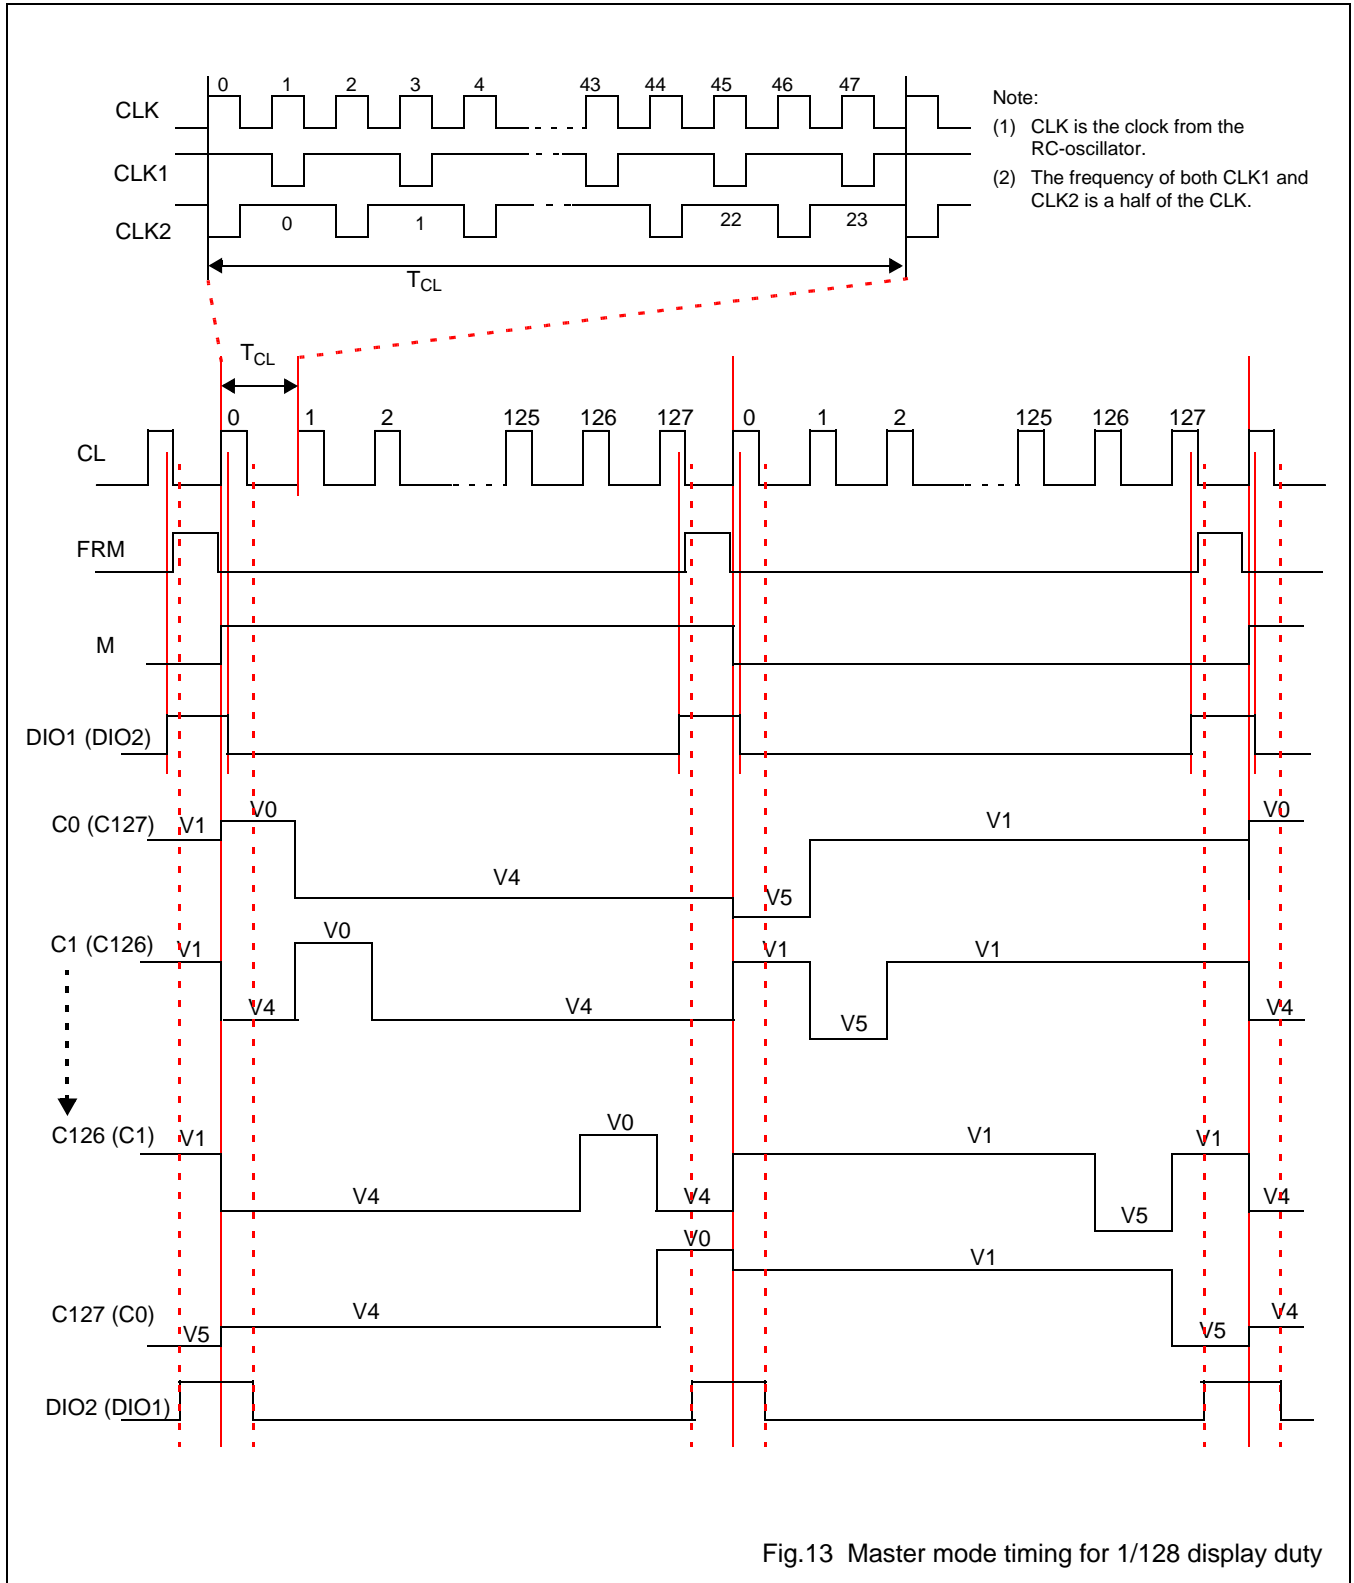 0 1 2 3 4 43 44 45 46 47
CLK
CLK1
CLK2
0 1 22 23
TCL
Note:
(1) CLK is the clock from the
RC-oscillator.
(2) The frequency of both CLK1 and
CLK2 is a half of the CLK.
TCL
0 1 2 125 126 127 0 1 2 125 126 127
CL
FRM
M
DIO1 (DIO2)
C0 (C127) V1 V0 V4 V5 V1 V0
C1 (C126) V1 V4 V0 V4 V1 V5 V1 V4
C126 (C1) V1 V4 V0 V4 V1 V5 V1 V4
C127 (C0) V5 V4 V0 V1 V5 V4
DIO2 (DIO1)
Fig.13 Master mode timing for 1/128 display duty